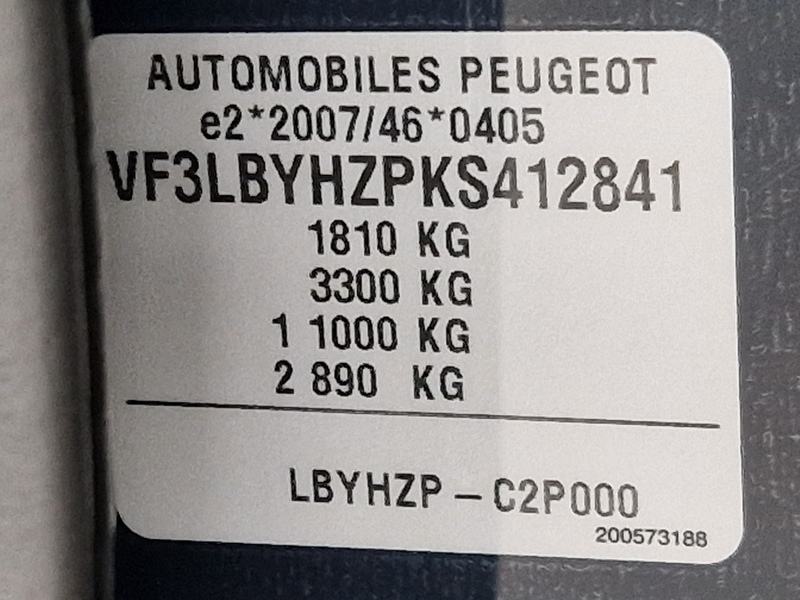 AUTOMOBILES PEUGEOT
e2*2007/46*0405
VF3LBYHZPKS412841
1810 KG
3300 KG
1 1000 KG
2 890 KG
LBYHZP – C2P000
200573188